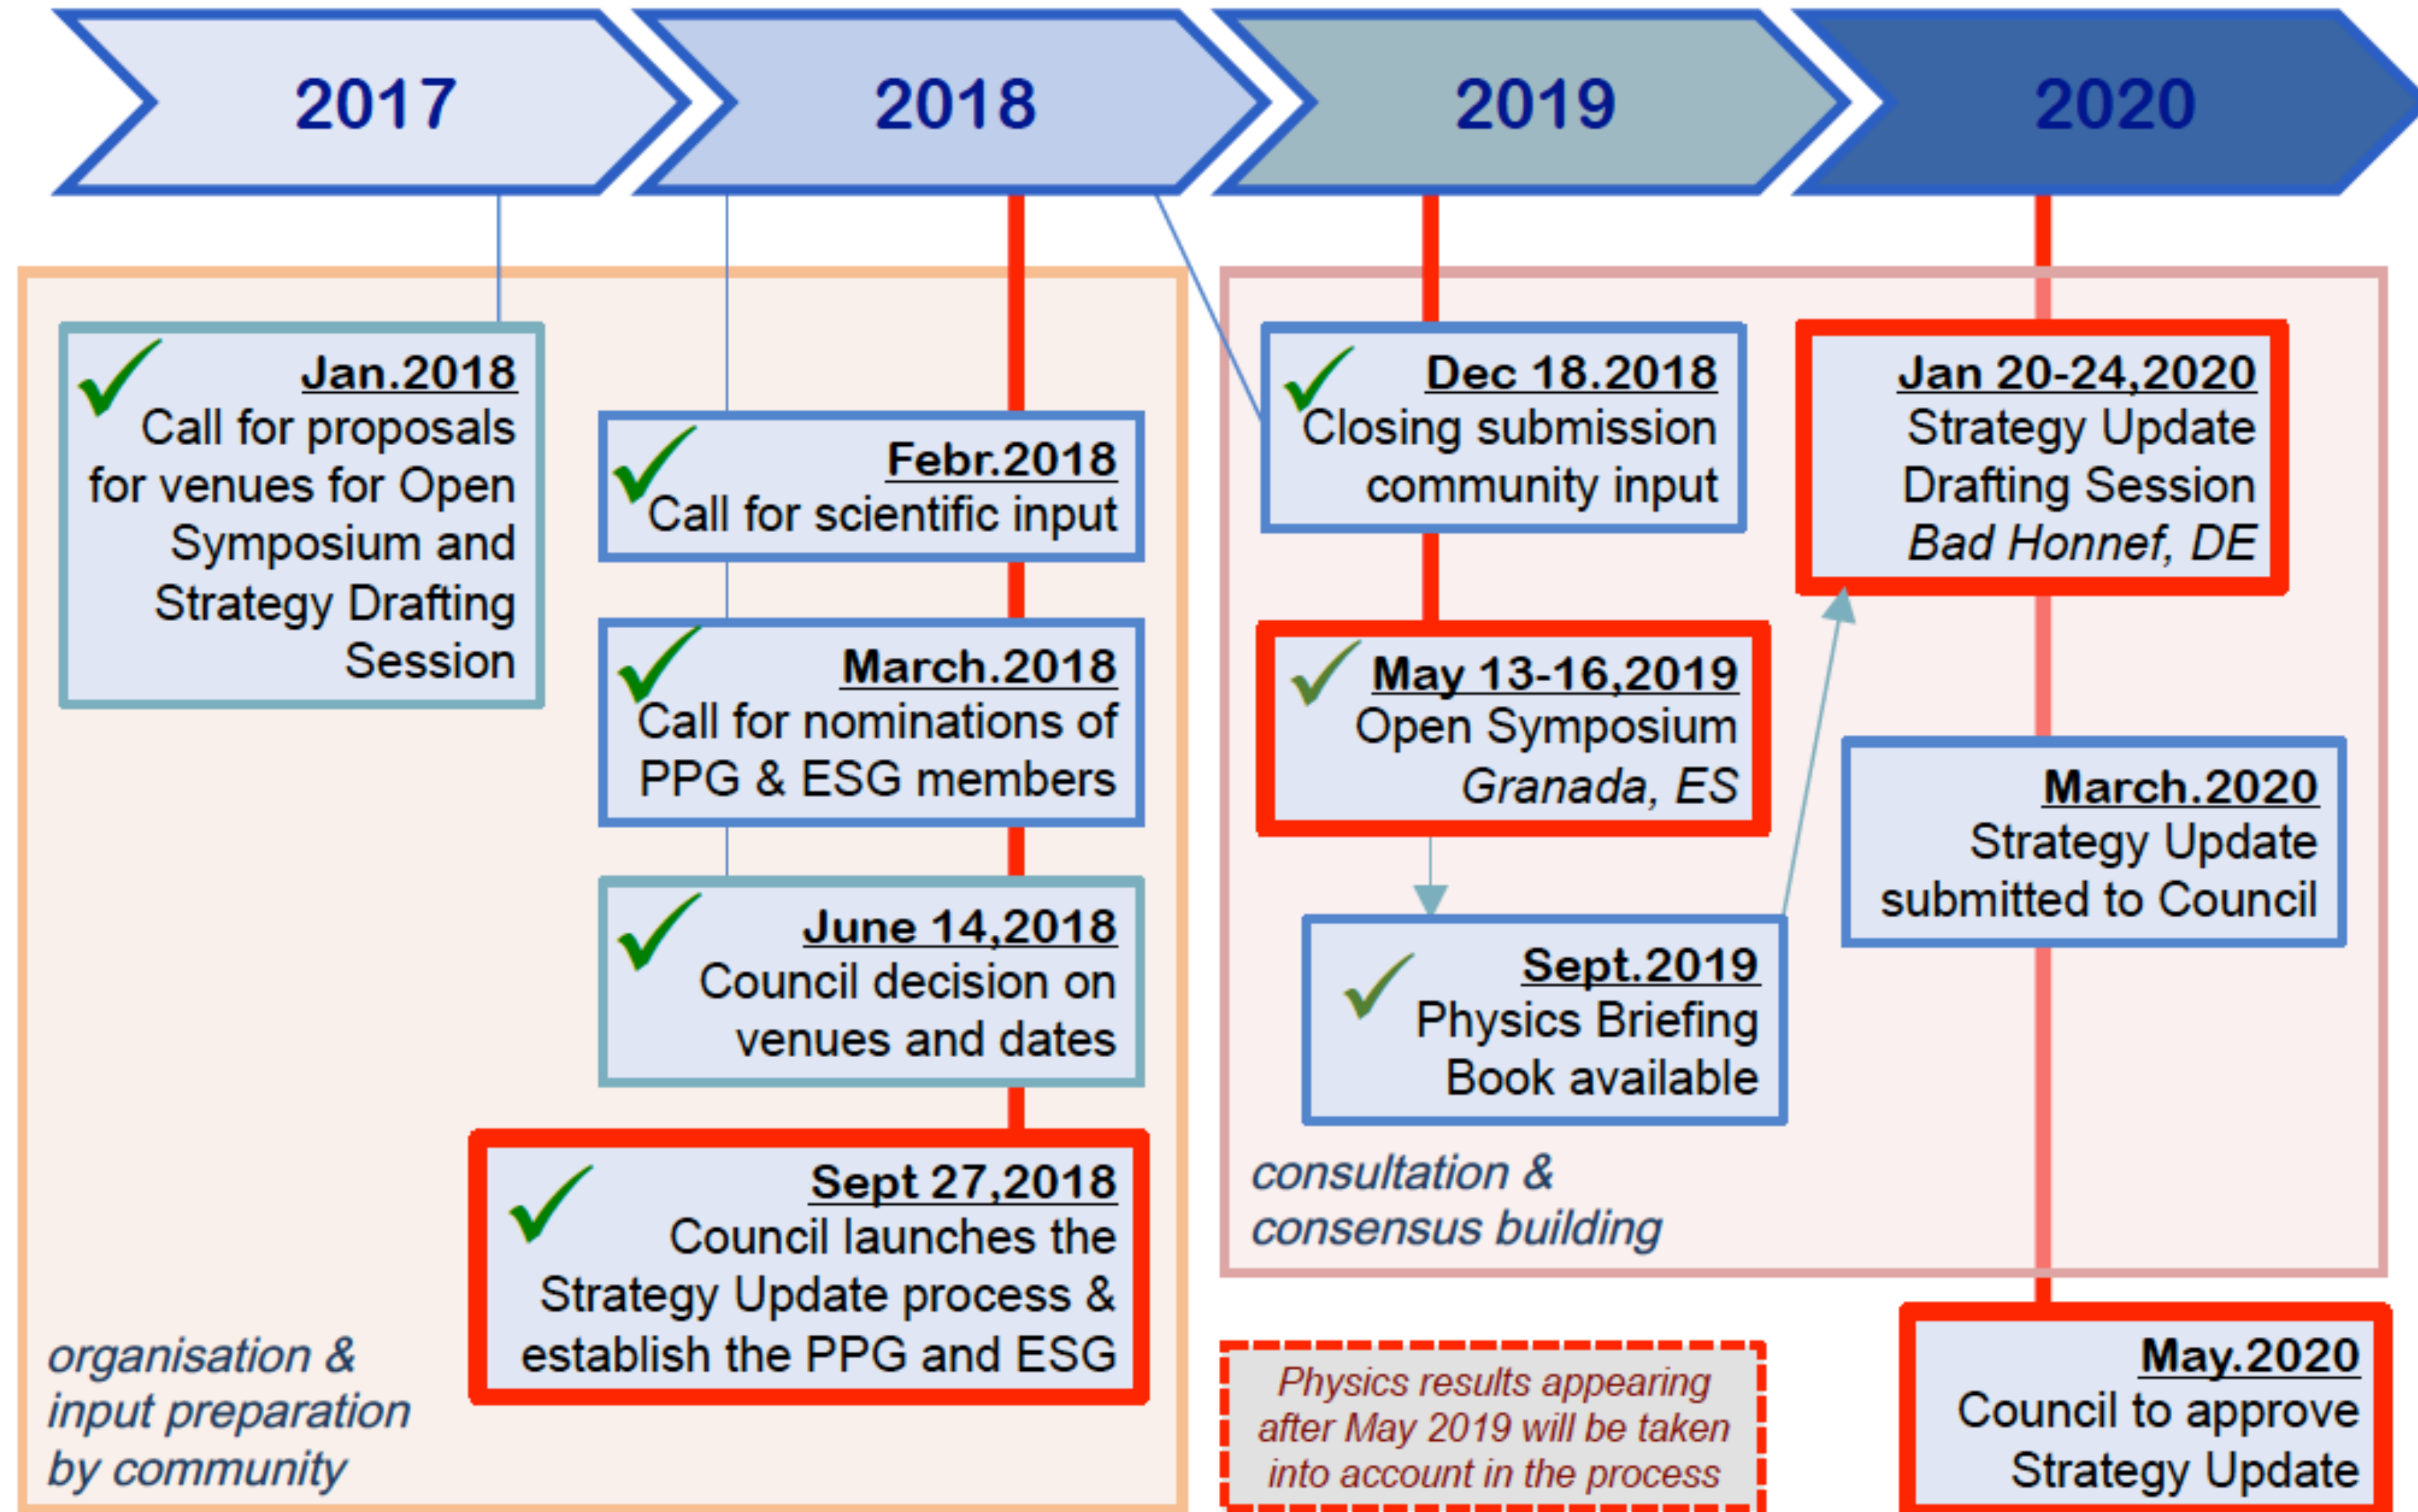 2017
2018
2019
2020
Jan.2018
Call for proposals
for venues for Open
Symposium and
Strategy Drafting
Session
Febr.2018
Call for scientific input
March.2018
Call for nominations of
PPG & ESG members
June 14,2018
Council decision on
venues and dates
Sept 27,2018
Council launches the
Strategy Update process &
establish the PPG and ESG
organisation &
input preparation
by community
Dec 18.2018
Closing submission
community input
May 13-16,2019
Open Symposium
Granada, ES
Sept.2019
Physics Briefing
Book available
consultation &
consensus building
Jan 20-24,2020
Strategy Update
Drafting Session
Bad Honnef, DE
March.2020
Strategy Update
submitted to Council
Physics results appearing
after May 2019 will be taken
into account in the process
May.2020
Council to approve
Strategy Update